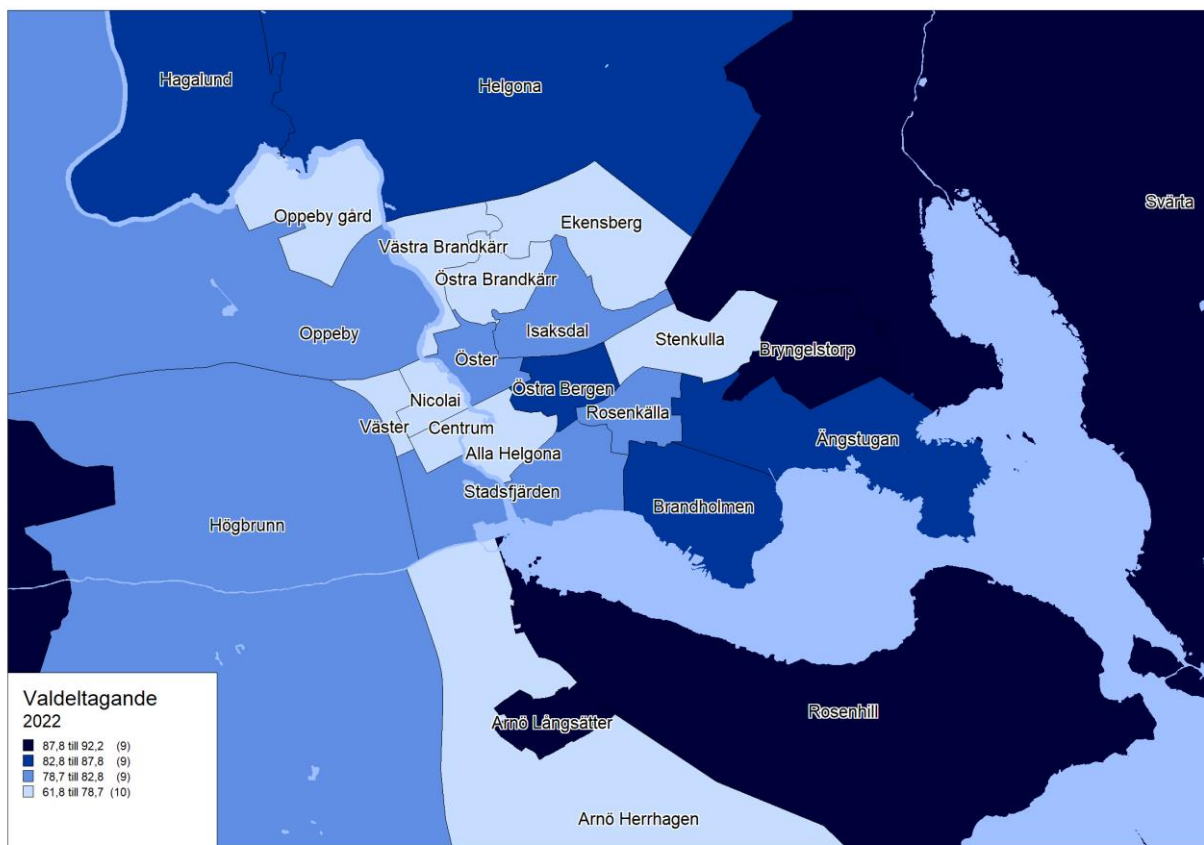 Hagalund
Helgona
Svärta
Oppeby gård
Ekensberg
Västra Brandkärr
Östra Brandkärr
Oppeby
Isaksdal
Stenkulla
Bryngelstorp
Öster
Östra Bergen
Nicolai
Rosenkälla
Väster
Centrum
Ängstugan
Alla Helgona
Stadsfjärden
Brandholmen
Högbrunn
Rosenhill
Arnö Långsätter
Arnö Herrhagen
Valdeltagande
2022
87,8 till 92,2 (9)
82,8 till 87,8 (9)
78,7 till 82,8 (9)
61,8 till 78,7 (10)